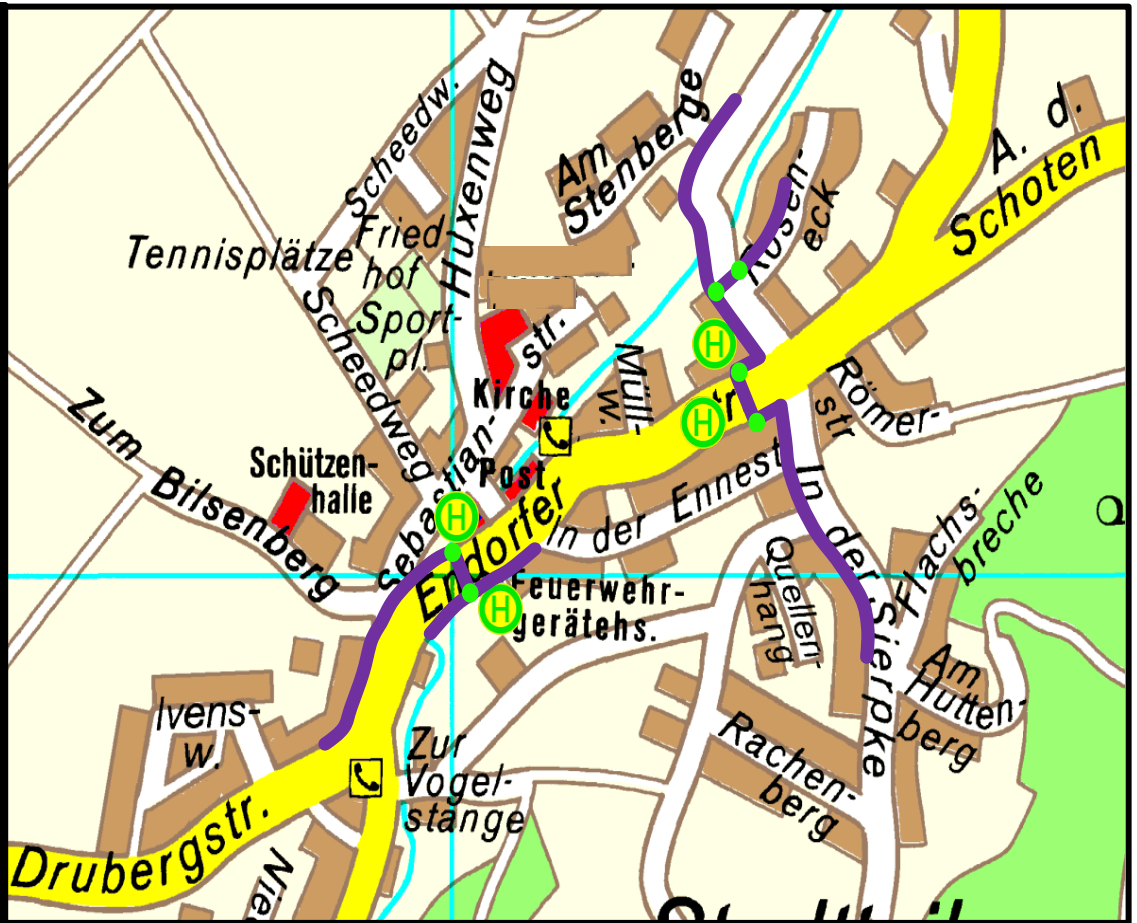 Scheedw.
Huxenweg
Am
Stenberge
Rosen-
eck
A. d.
Schoten
Tennisplätze
Fried-
hof
Sport-
pl.
Scheedweg
str.
Kirche
Müll-
w.
H
H
Römer-
str
Zum
Bilsenberg
Schützen-
halle
Sebastian-
Post
H
Endorfer
In der Ennest
In der Sierpke
Flachs-
breche
Quellen-
hang
Feuerwehr-
gerätehs.
H
Am
Hutten-
berg
Ivens-
w.
Zur
Vogel-
stange
Rachen-
berg
Drubergstr.